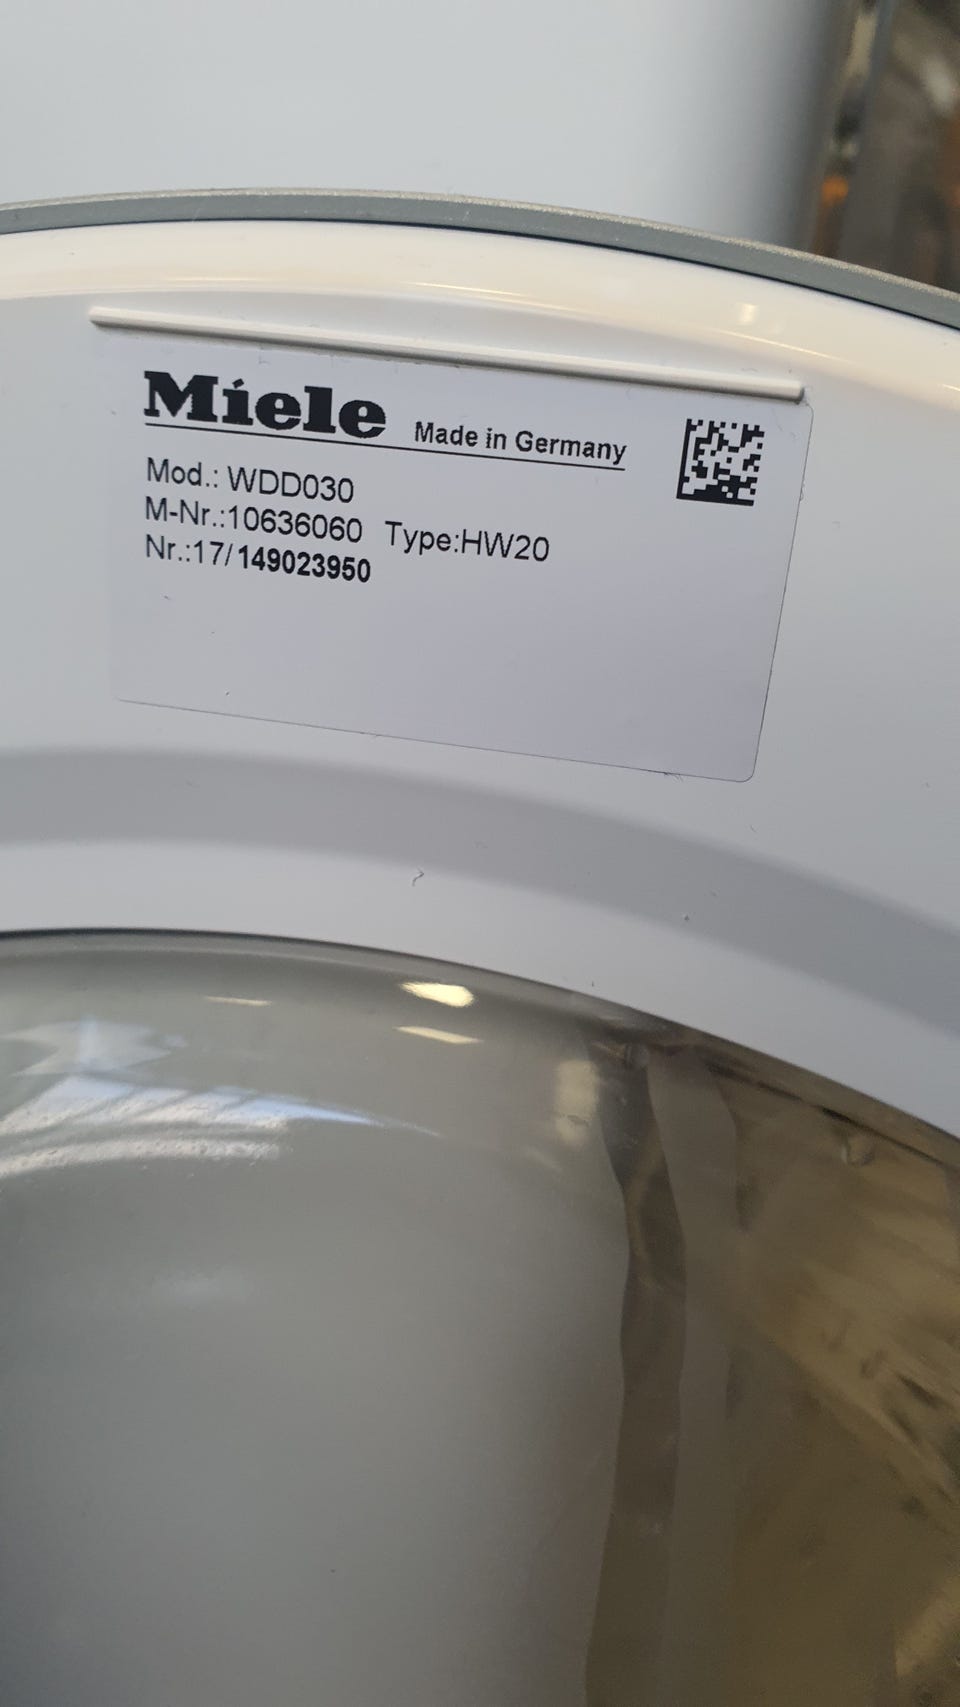 Miele Made in Germany
Mod.: WDD030
M-Nr.:10636060 Type:HW20
Nr.:17/149023950